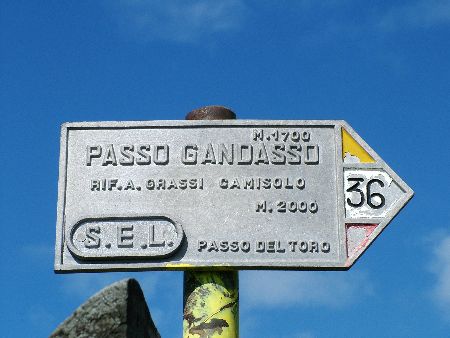 M.1700
PASSO GANDASSO
RIF.A. GRASSI CAMISOLO
M.2000
S.E.L. PASSO DEL TORO
36